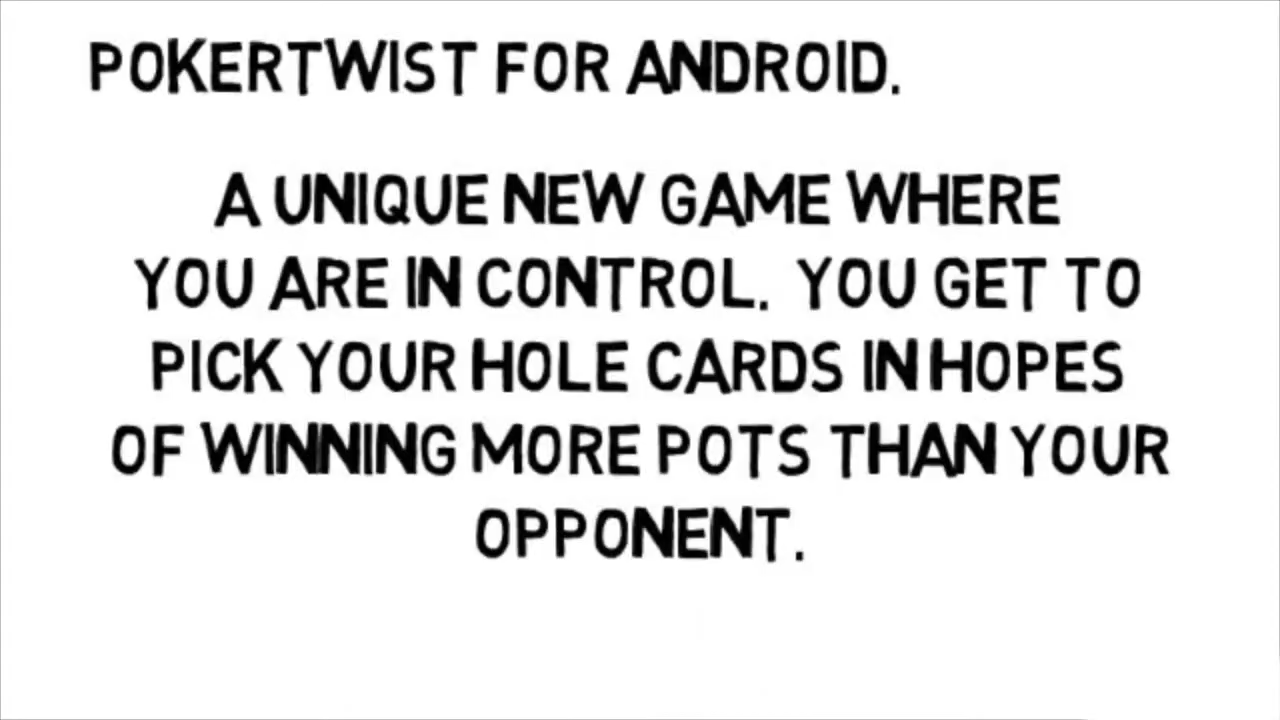 POKERTWIST FOR ANDROID.
A UNIQUE NEW GAME WHERE
YOU ARE IN CONTROL. YOU GET TO
PICK YOUR HOLE CARDS IN HOPES
OF WINNING MORE POTS THAN YOUR
OPPONENT.